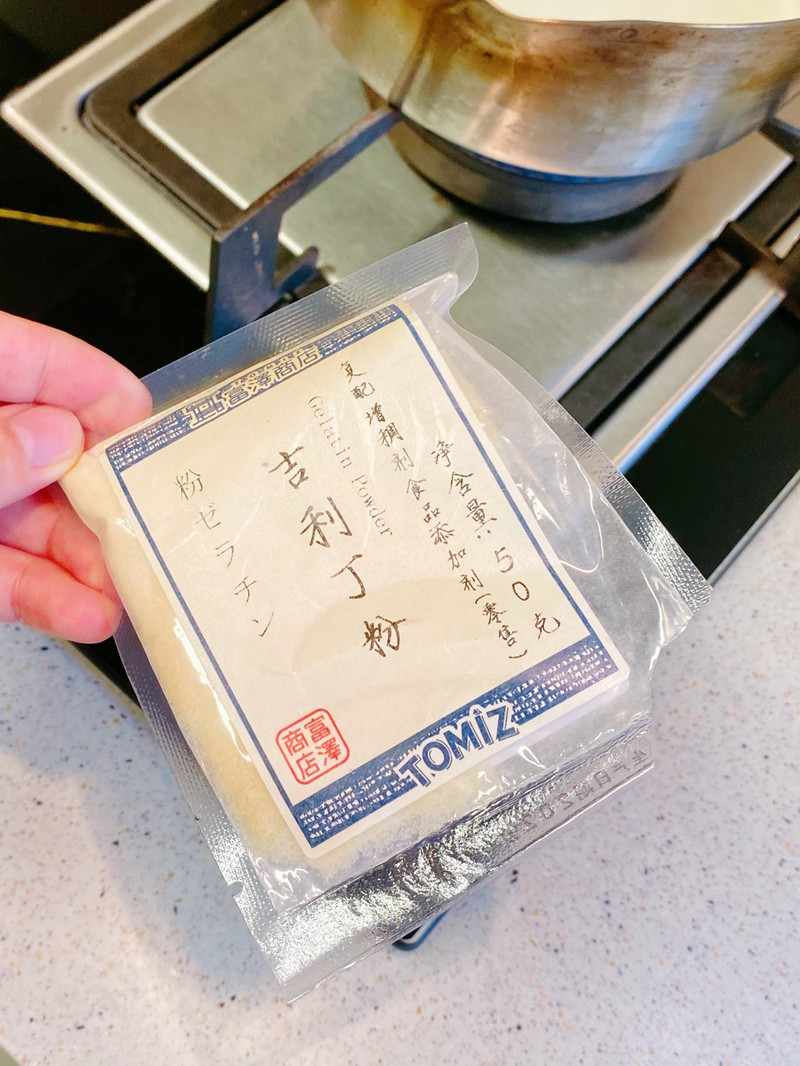 富澤商店
净含量：50克
复配增稠剂食品添加剂（零售）
Gelatin Powder
吉利丁粉
粉ゼラチン
富澤商店
TOMIZ